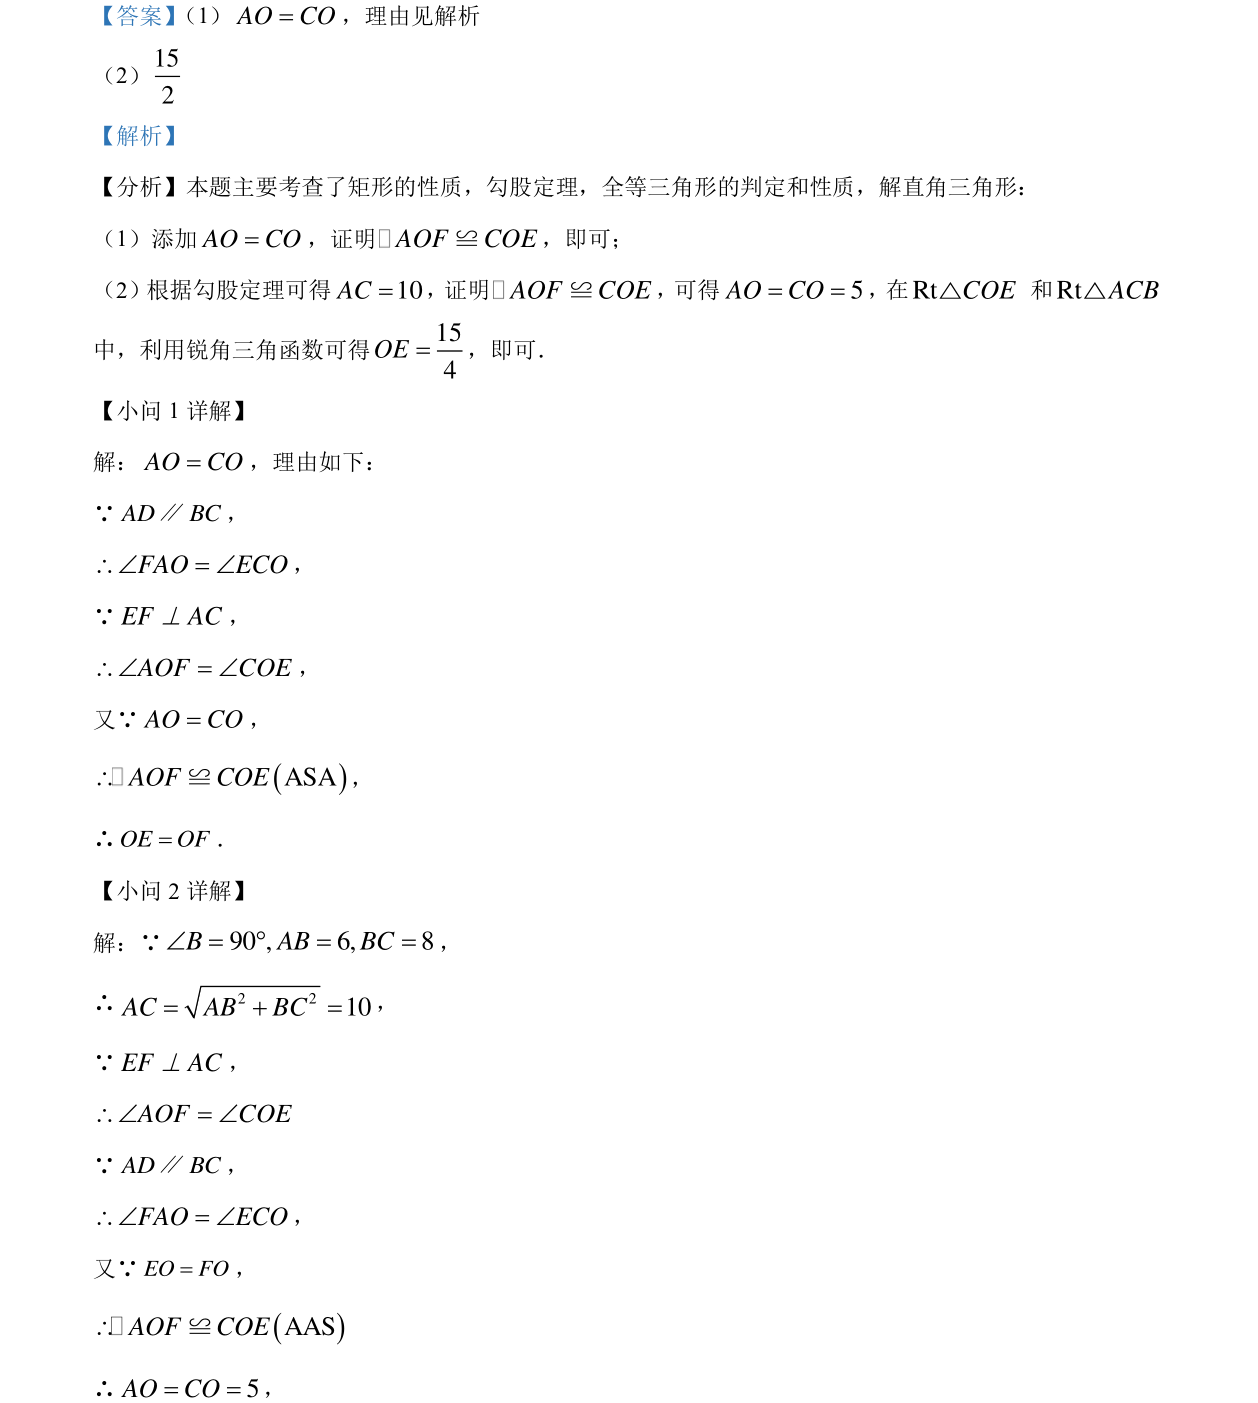 【答案】（1）AO = CO，理由见解析
（2）15/2
【解析】
【分析】本题主要考查了矩形的性质，勾股定理，全等三角形的判定和性质，解直角三角形：
（1）添加 AO = CO，证明□AOF ≌ COE，即可；
（2）根据勾股定理可得 AC = 10，证明□AOF ≌ COE，可得 AO = CO = 5，在 Rt△COE 和 Rt△ACB
中，利用锐角三角函数可得 OE = 15/4，即可．
【小问 1 详解】
解：AO = CO，理由如下：
∵ AD ∥ BC，
∴ ∠FAO = ∠ECO，
∵ EF ⊥ AC，
∴ ∠AOF = ∠COE，
又∵ AO = CO，
∴□AOF ≌ COE(ASA)，
∴ OE = OF．
【小问 2 详解】
解：∵ ∠B = 90°, AB = 6, BC = 8，
∴ AC = √(AB² + BC²) = 10，
∵ EF ⊥ AC，
∴ ∠AOF = ∠COE
∵ AD ∥ BC，
∴ ∠FAO = ∠ECO，
又∵ EO = FO，
∴□AOF ≌ COE(AAS)
∴ AO = CO = 5，